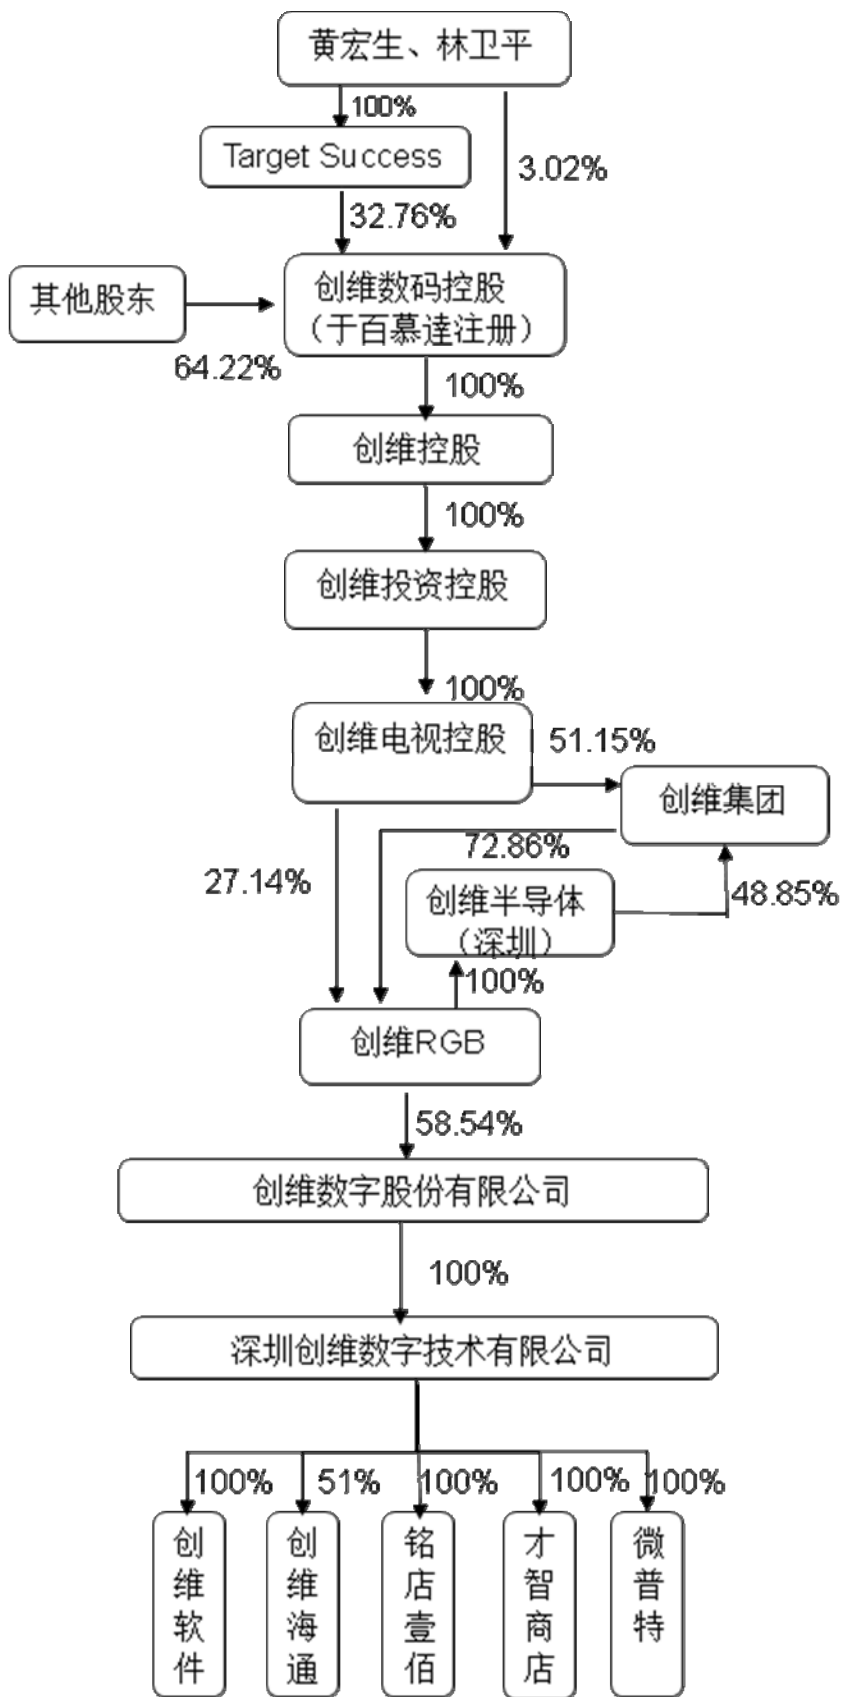 黄宏生、林卫平
100%
Target Success
3.02%
32.76%
其他股东
创维数码控股
（于百慕達注册）
64.22%
100%
创维控股
100%
创维投资控股
100%
创维电视控股
51.15%
创维集团
72.86%
27.14%
创维半导体
（深圳）
48.85%
100%
创维RGB
58.54%
创维数字股份有限公司
100%
深圳创维数字技术有限公司
100%
51%
100%
100%
100%
创维软件
创维海通
铭店壹佰
才智商店
微普特